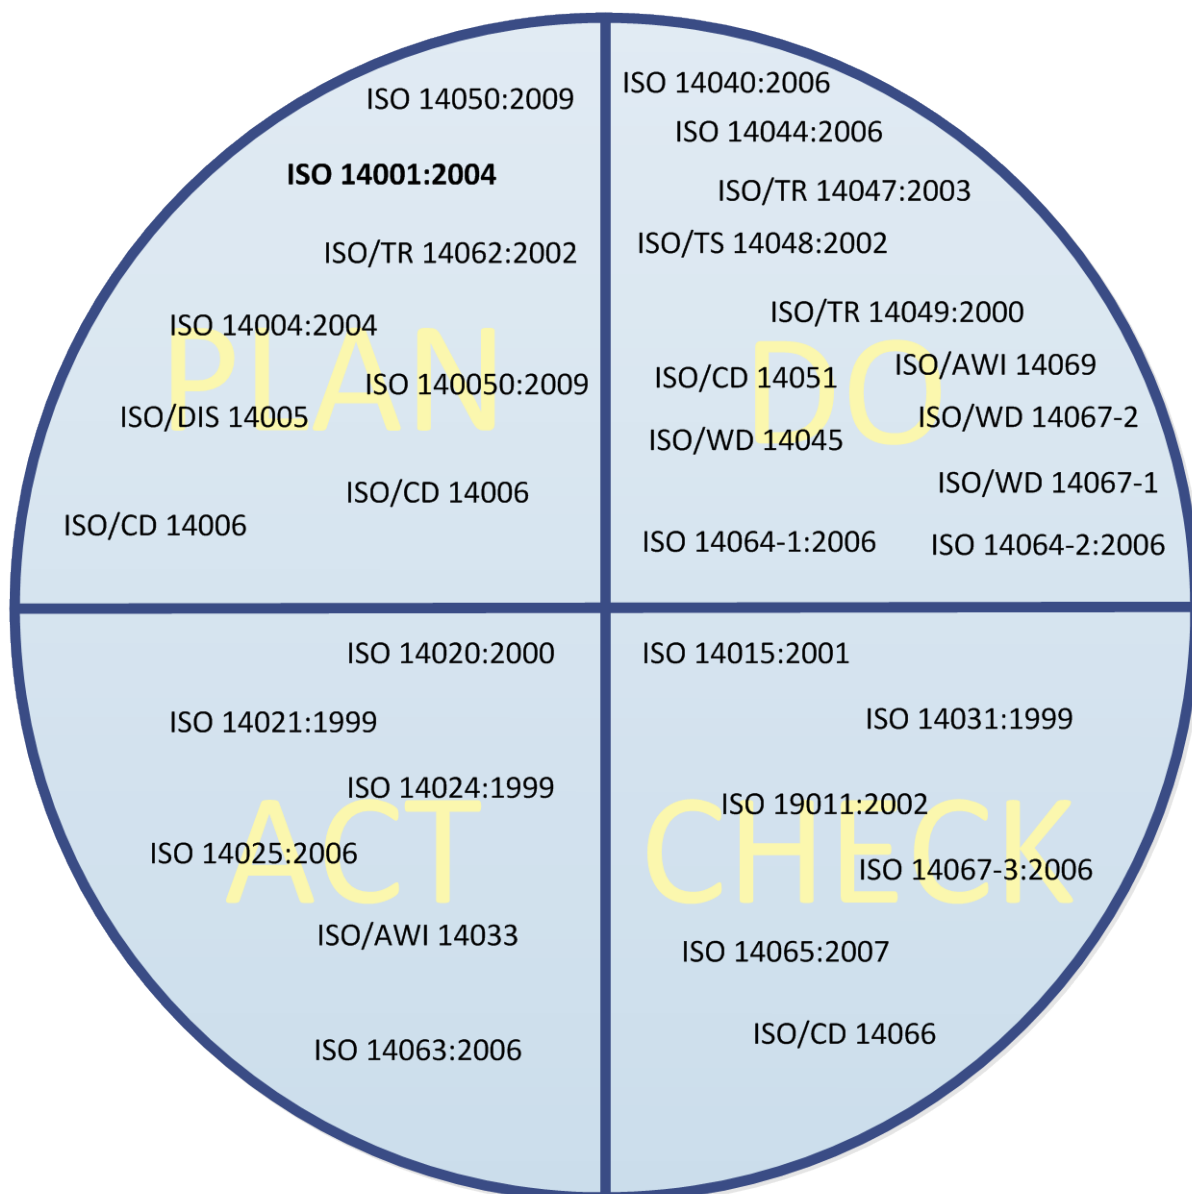 ISO 14050:2009
ISO 14001:2004
ISO/TR 14062:2002
ISO 14004:2004
PLAN
ISO 140050:2009
ISO/DIS 14005
ISO/CD 14006
ISO/CD 14006
ISO 14040:2006
ISO 14044:2006
ISO/TR 14047:2003
ISO/TS 14048:2002
ISO/TR 14049:2000
DO
ISO/AWI 14069
ISO/CD 14051
ISO/WD 14067-2
ISO/WD 14045
ISO/WD 14067-1
ISO 14064-1:2006
ISO 14064-2:2006
ISO 14020:2000
ISO 14021:1999
ISO 14024:1999
ACT
ISO 14025:2006
ISO/AWI 14033
ISO 14063:2006
ISO 14015:2001
ISO 14031:1999
ISO 19011:2002
CHECK
ISO 14067-3:2006
ISO 14065:2007
ISO/CD 14066